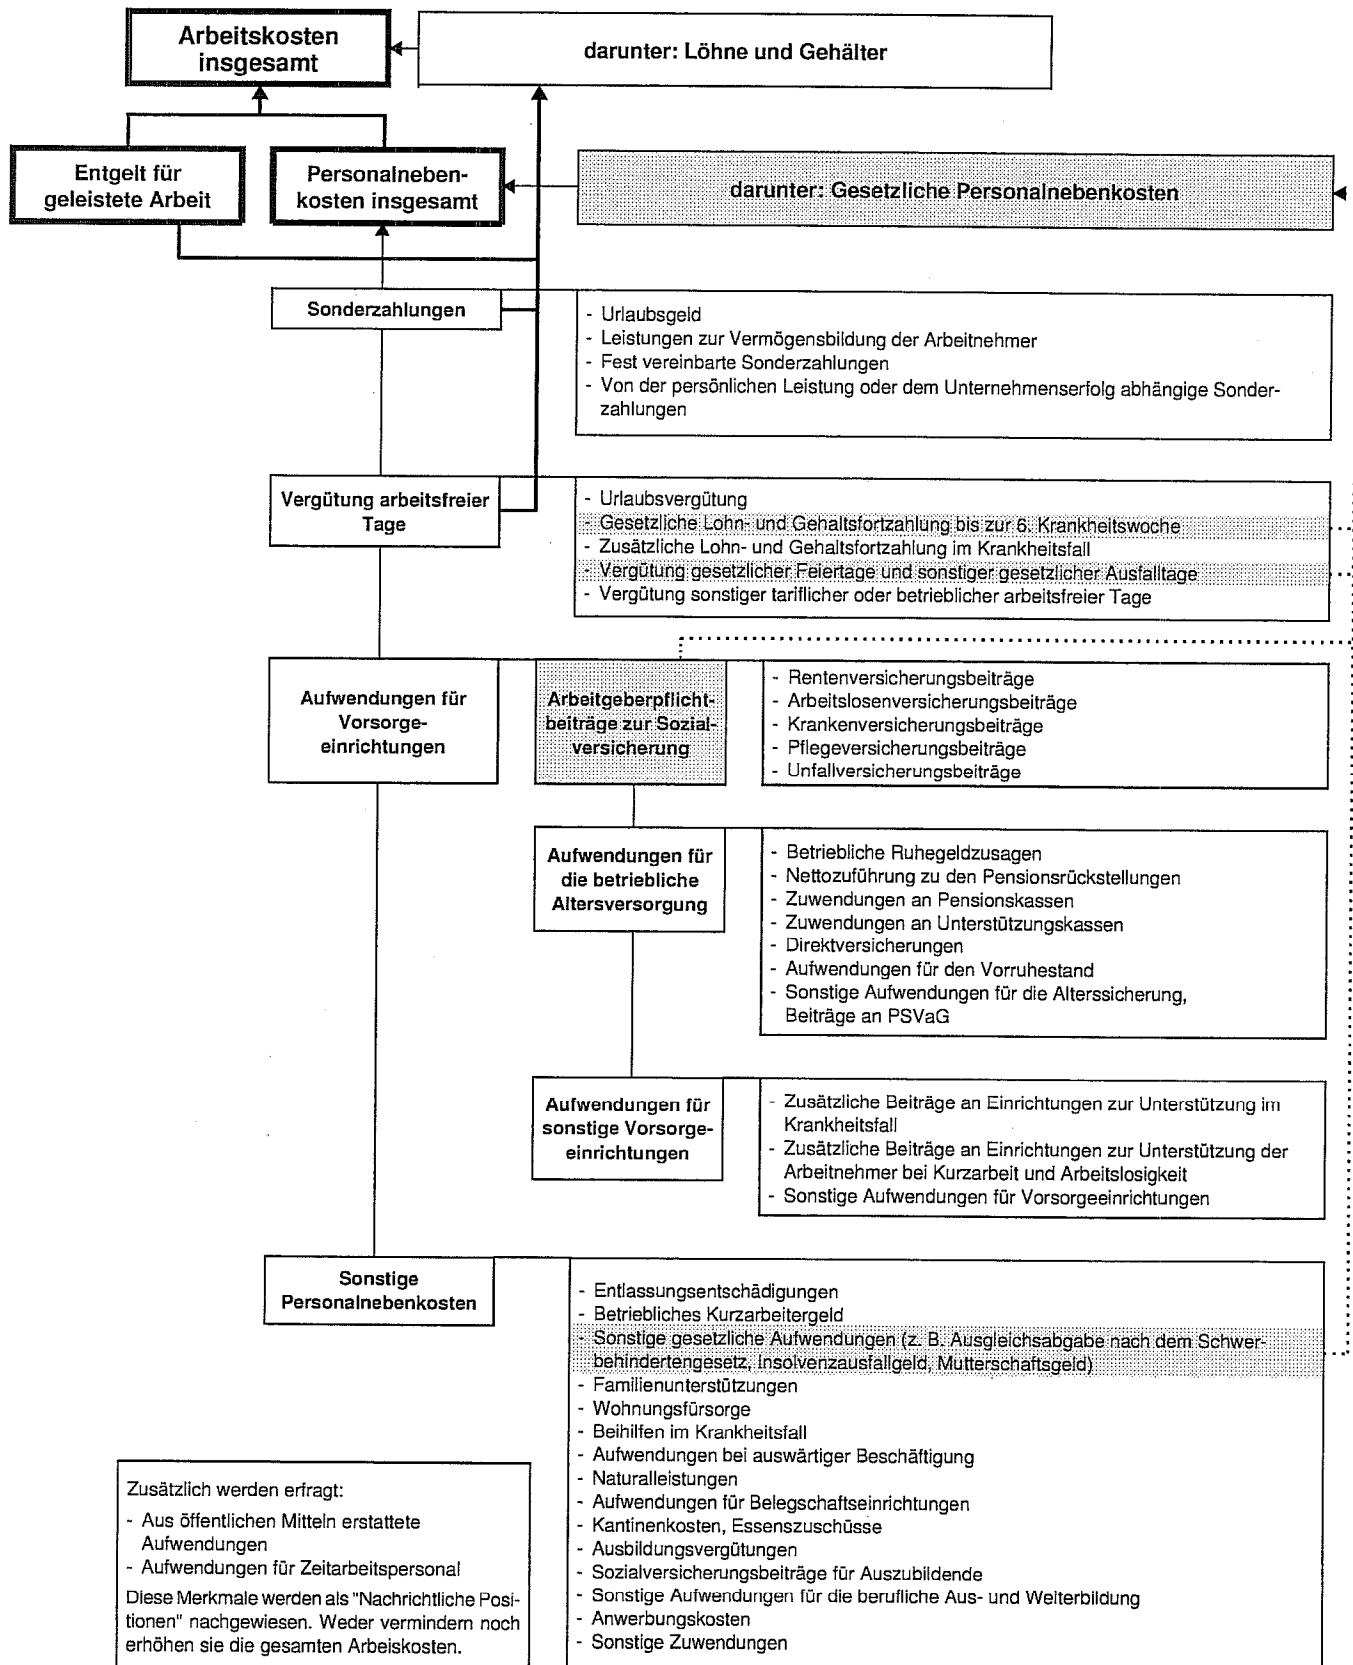 Arbeitskosten
insgesamt
darunter: Löhne und Gehälter
Entgelt für
geleistete Arbeit
Personalneben-
kosten insgesamt
darunter: Gesetzliche Personalnebenkosten
Sonderzahlungen
- Urlaubsgeld
- Leistungen zur Vermögensbildung der Arbeitnehmer
- Fest vereinbarte Sonderzahlungen
- Von der persönlichen Leistung oder dem Unternehmenserfolg abhängige Sonder-
zahlungen
Vergütung arbeitsfreier
Tage
- Urlaubsvergütung
- Gesetzliche Lohn- und Gehaltsfortzahlung bis zur 6. Krankheitswoche
- Zusätzliche Lohn- und Gehaltsfortzahlung im Krankheitsfall
- Vergütung gesetzlicher Feiertage und sonstiger gesetzlicher Ausfalltage
- Vergütung sonstiger tariflicher oder betrieblicher arbeitsfreier Tage
Aufwendungen für
Vorsorge-
einrichtungen
Arbeitgeberpflicht-
beiträge zur Sozial-
versicherung
- Rentenversicherungsbeiträge
- Arbeitslosenversicherungsbeiträge
- Krankenversicherungsbeiträge
- Pflegeversicherungsbeiträge
- Unfallversicherungsbeiträge
Aufwendungen für
die betriebliche
Altersversorgung
- Betriebliche Ruhegeldzusagen
- Nettozuführung zu den Pensionsrückstellungen
- Zuwendungen an Pensionskassen
- Zuwendungen an Unterstützungskassen
- Direktversicherungen
- Aufwendungen für den Vorruhestand
- Sonstige Aufwendungen für die Alterssicherung,
Beiträge an PSVaG
Aufwendungen für
sonstige Vorsorge-
einrichtungen
- Zusätzliche Beiträge an Einrichtungen zur Unterstützung im
Krankheitsfall
- Zusätzliche Beiträge an Einrichtungen zur Unterstützung der
Arbeitnehmer bei Kurzarbeit und Arbeitslosigkeit
- Sonstige Aufwendungen für Vorsorgeeinrichtungen
Sonstige
Personalnebenkosten
- Entlassungsentschädigungen
- Betriebliches Kurzarbeitergeld
- Sonstige gesetzliche Aufwendungen (z. B. Ausgleichsabgabe nach dem Schwer-
behindertengesetz, Insolvenzausfallgeld, Mutterschaftsgeld)
- Familienunterstützungen
- Wohnungsfürsorge
- Beihilfen im Krankheitsfall
- Aufwendungen bei auswärtiger Beschäftigung
- Naturalleistungen
- Aufwendungen für Belegschaftseinrichtungen
- Kantinenkosten, Essenszuschüsse
- Ausbildungsvergütungen
- Sozialversicherungsbeiträge für Auszubildende
- Sonstige Aufwendungen für die berufliche Aus- und Weiterbildung
- Anwerbungskosten
- Sonstige Zuwendungen
Zusätzlich werden erfragt:
- Aus öffentlichen Mitteln erstattete
Aufwendungen
- Aufwendungen für Zeitarbeitspersonal
Diese Merkmale werden als "Nachrichtliche Posi-
tionen" nachgewiesen. Weder vermindern noch
erhöhen sie die gesamten Arbeiskosten.